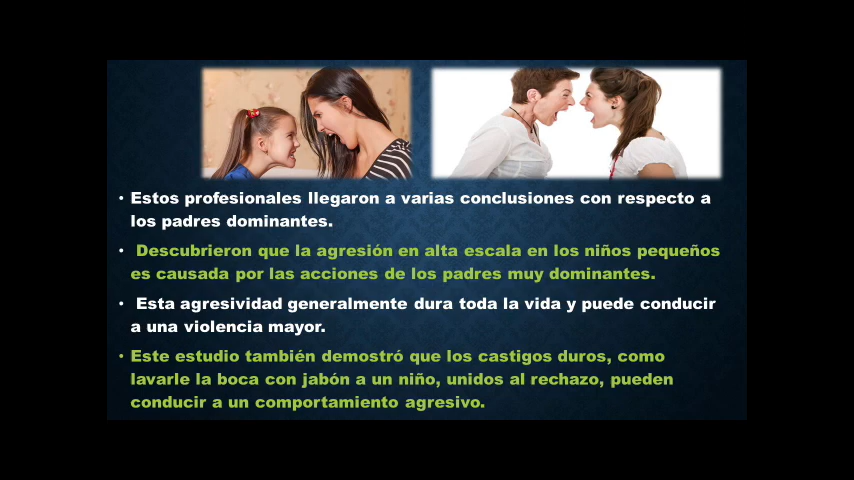 • Estos profesionales llegaron a varias conclusiones con respecto a
los padres dominantes.
• Descubrieron que la agresión en alta escala en los niños pequeños
es causada por las acciones de los padres muy dominantes.
• Esta agresividad generalmente dura toda la vida y puede conducir
a una violencia mayor.
• Este estudio también demostró que los castigos duros, como
lavarle la boca con jabón a un niño, unidos al rechazo, pueden
conducir a un comportamiento agresivo.